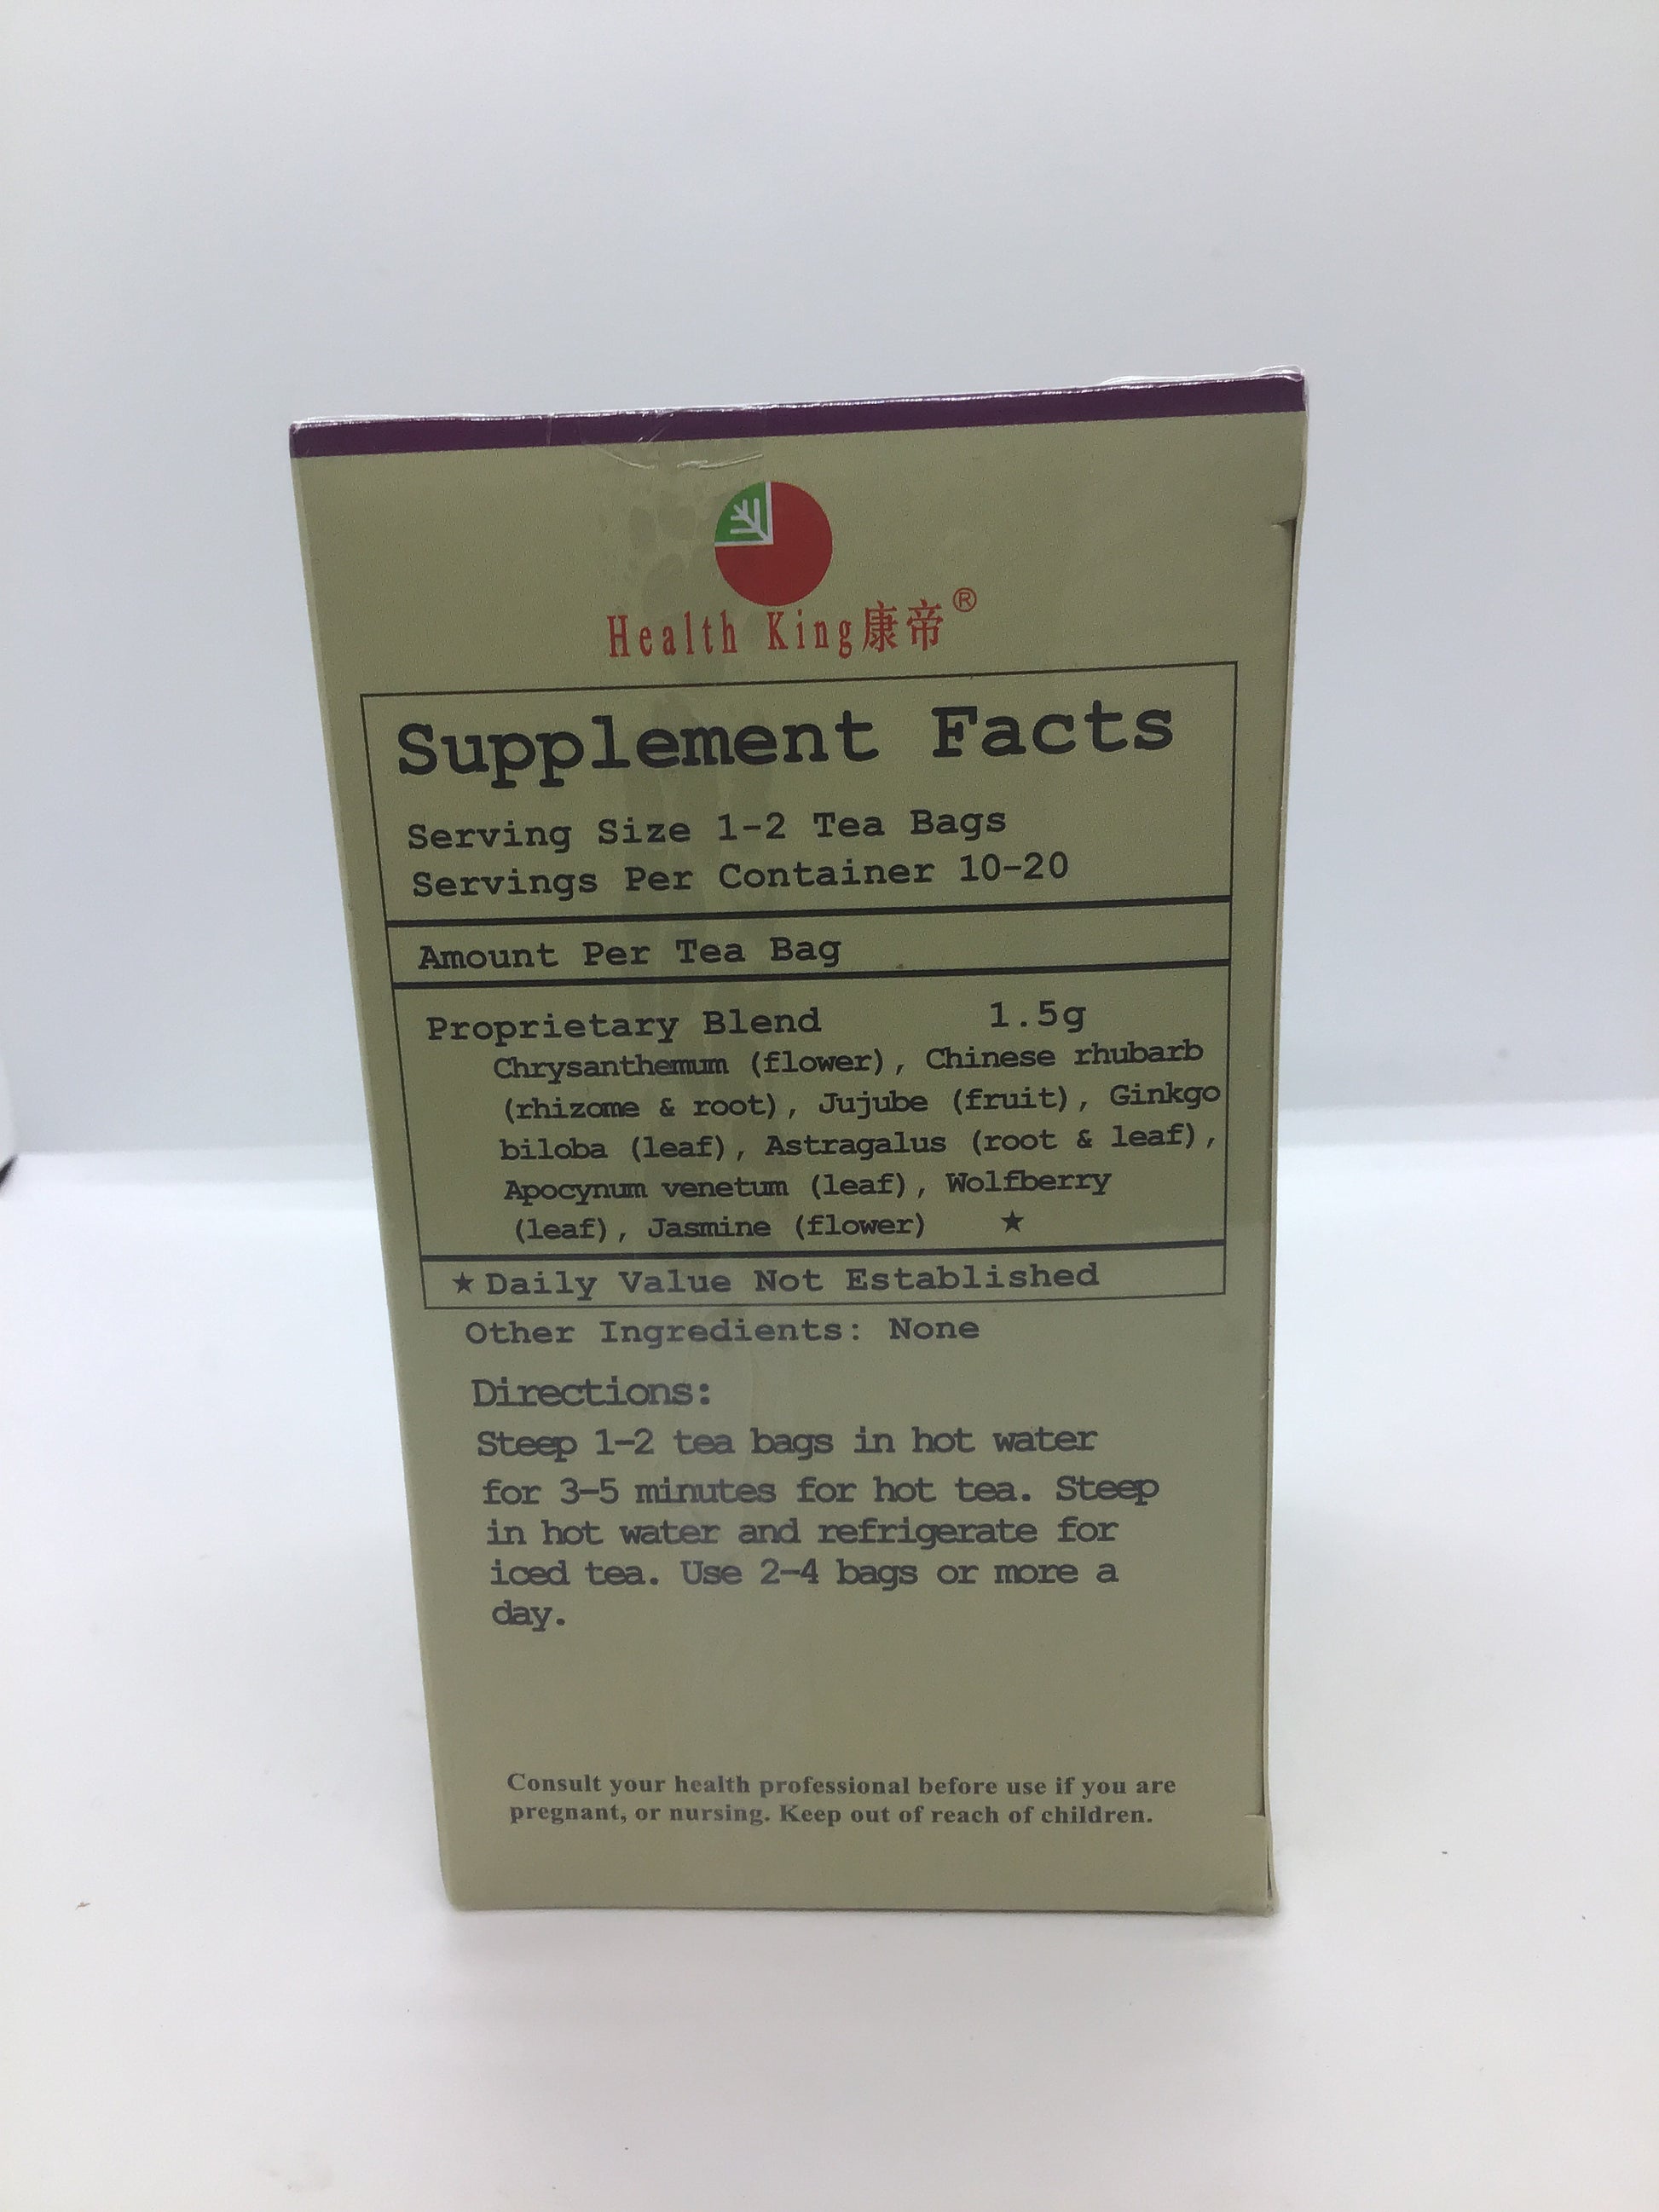 Health King康帝®
Supplement Facts
Serving Size 1-2 Tea Bags
Servings Per Container 10-20
Amount Per Tea Bag
Proprietary Blend 1.5g
Chrysanthemum (flower), Chinese rhubarb
(rhizome & root), Jujube (fruit), Ginkgo
biloba (leaf), Astragalus (root & leaf),
Apocynum venetum (leaf), Wolfberry
(leaf), Jasmine (flower) ★
★Daily Value Not Established
Other Ingredients: None
Directions:
Steep 1-2 tea bags in hot water
for 3-5 minutes for hot tea. Steep
in hot water and refrigerate for
iced tea. Use 2-4 bags or more a
day.
Consult your health professional before use if you are
pregnant, or nursing. Keep out of reach of children.